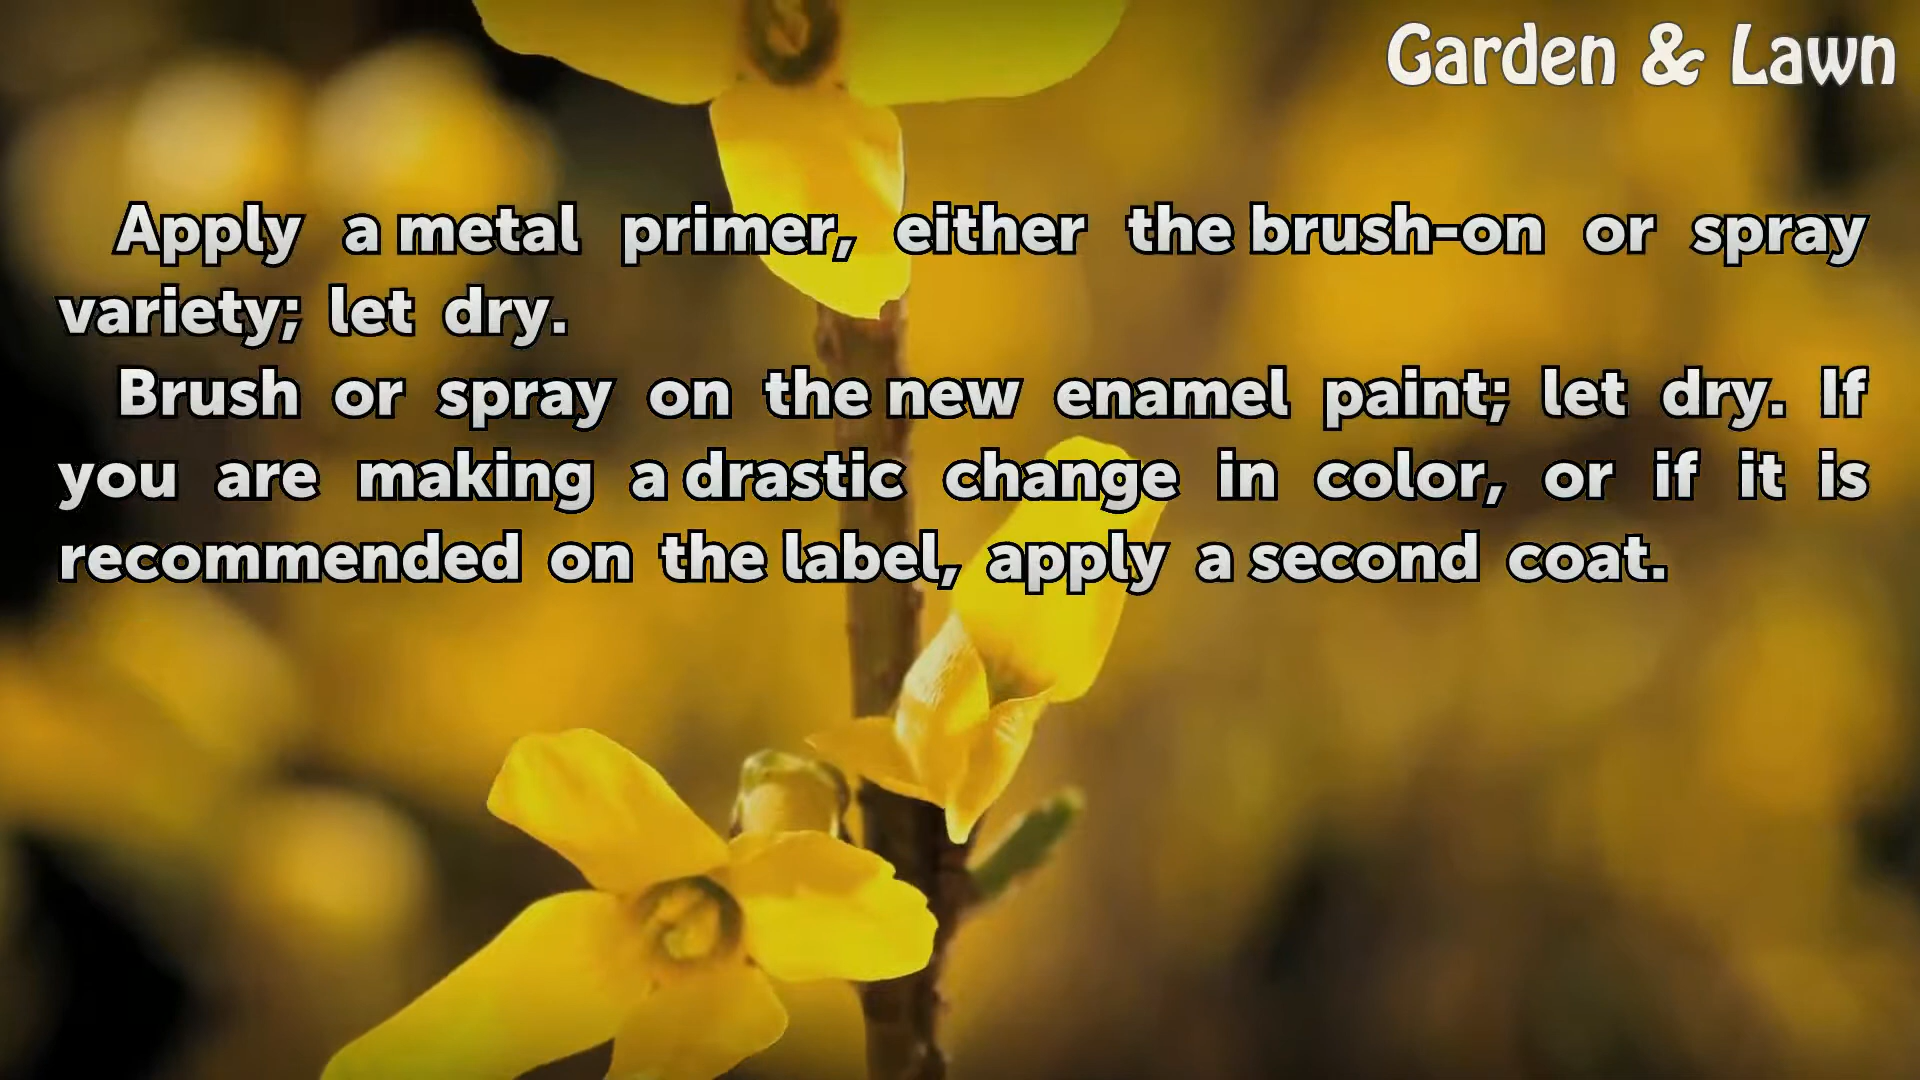 Garden & Lawn
Apply a metal primer, either the brush-on or spray
variety; let dry.
Brush or spray on the new enamel paint; let dry. If
you are making a drastic change in color, or if it is
recommended on the label, apply a second coat.